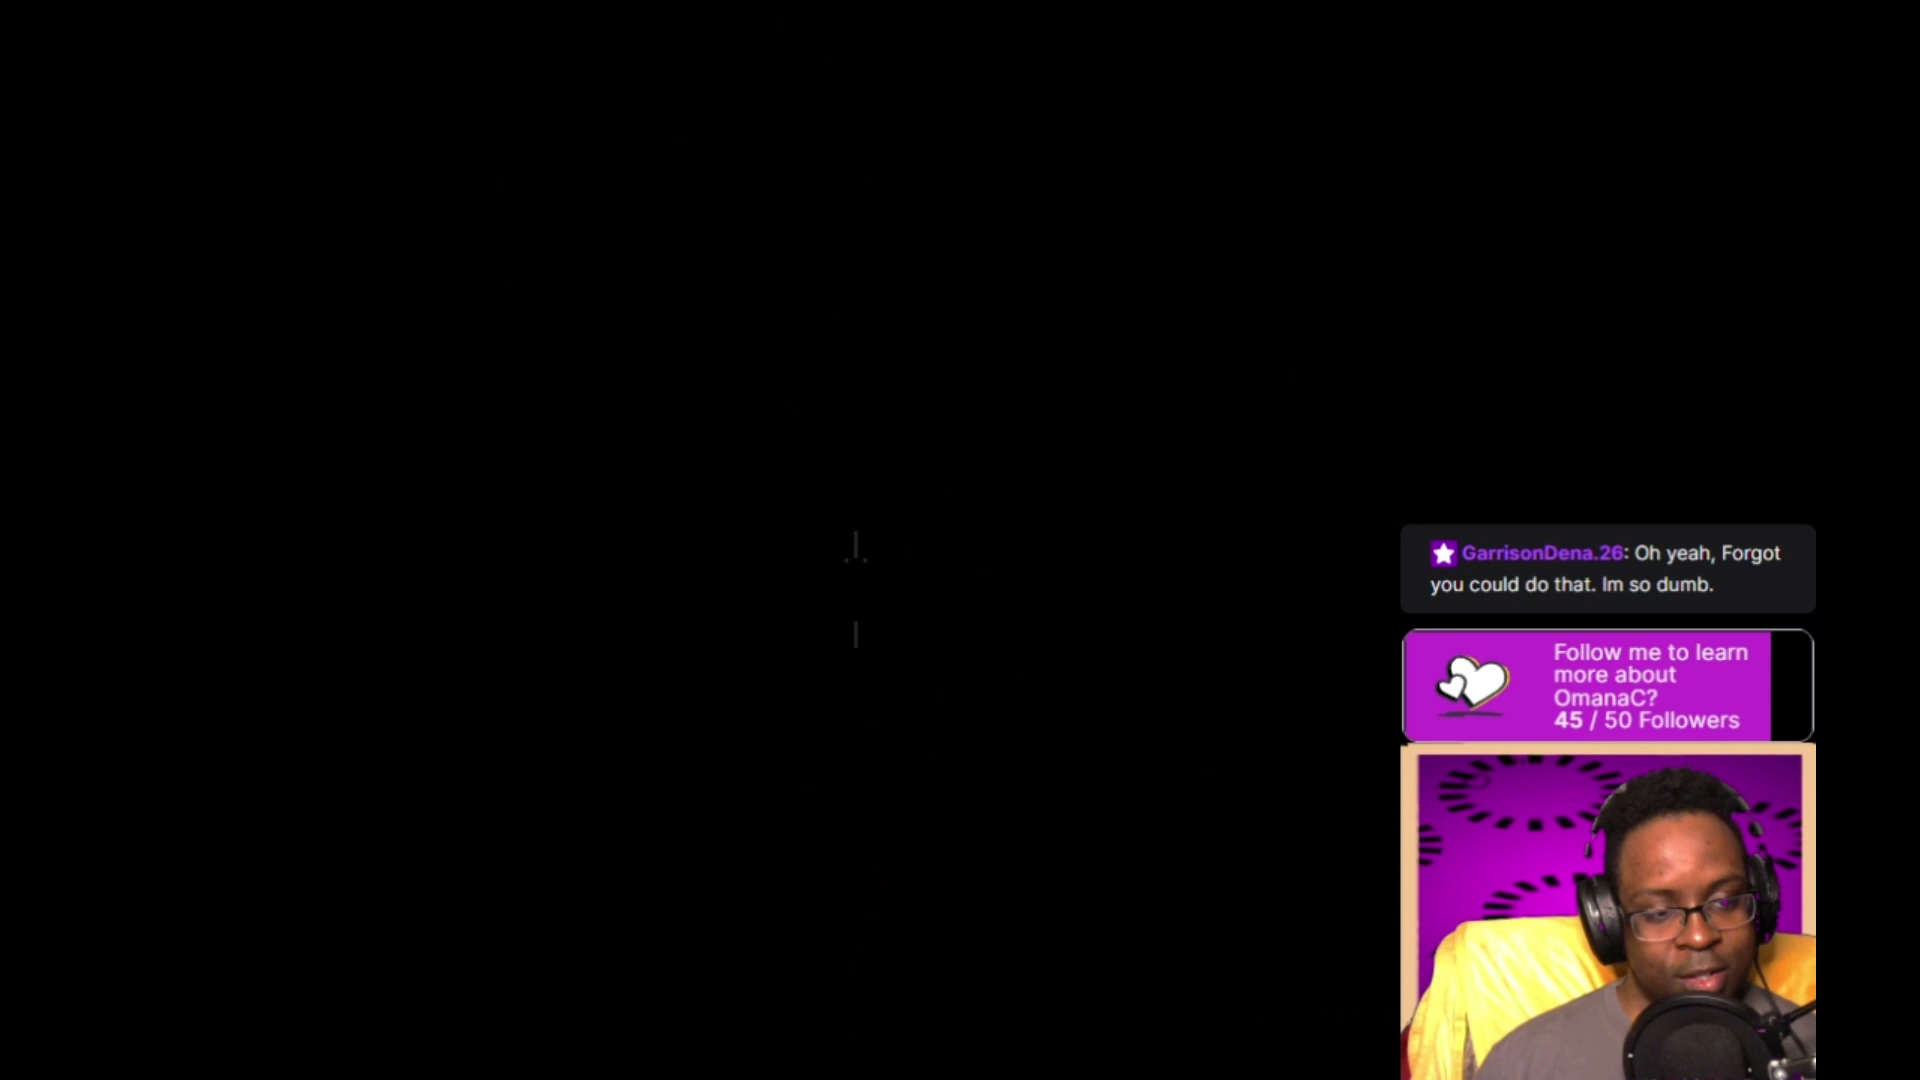 GarrisonDena.26: Oh yeah, Forgot
you could do that. Im so dumb.
Follow me to learn
more about
OmanaC?
45 / 50 Followers